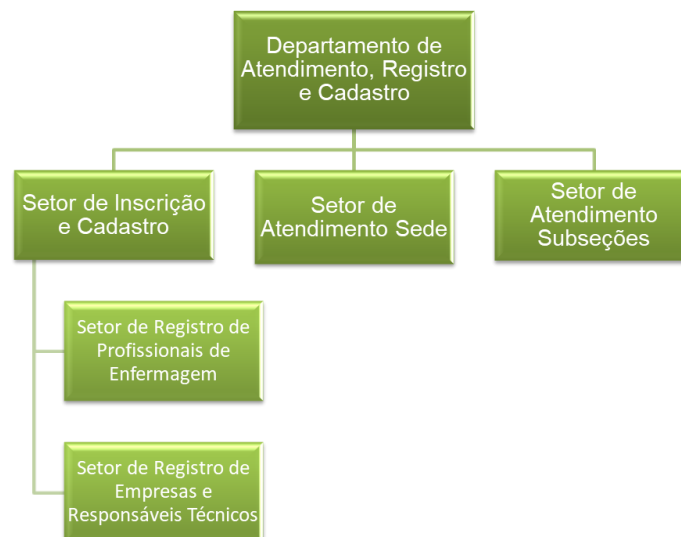 Departamento de
Atendimento, Registro
e Cadastro
Setor de Inscrição
e Cadastro
Setor de
Atendimento Sede
Setor de
Atendimento
Subseções
Setor de Registro de
Profissionais de
Enfermagem
Setor de Registro de
Empresas e
Responsáveis Técnicos